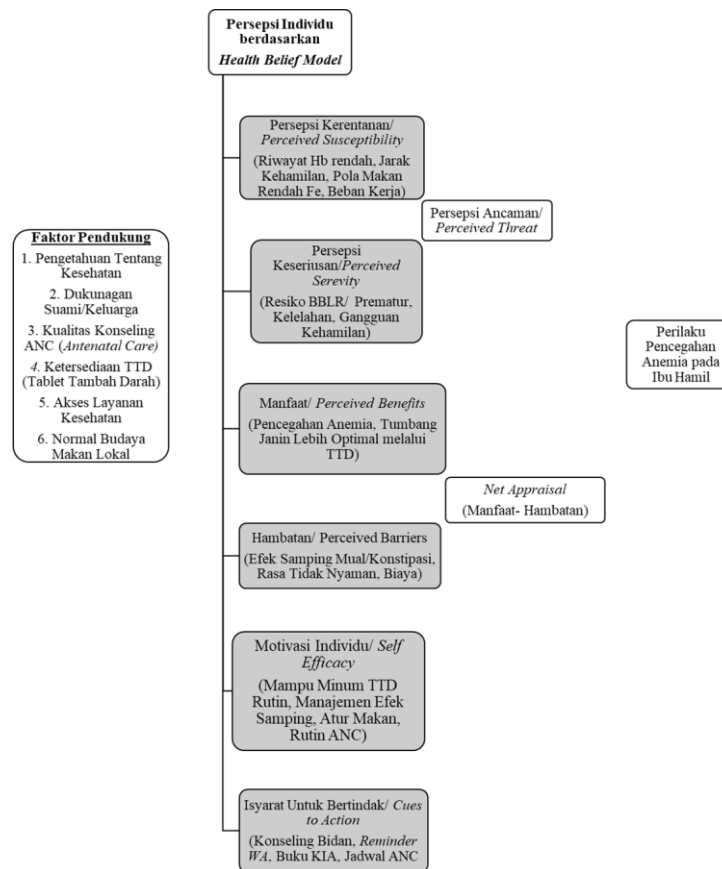 Persepsi Individu
berdasarkan
Health Belief Model
Persepsi Kerentanan/
Perceived Susceptibility
(Riwayat Hb rendah, Jarak
Kehamilan, Pola Makan
Rendah Fe, Beban Kerja)
Persepsi Ancaman/
Perceived Threat
Faktor Pendukung
1. Pengetahuan Tentang
Kesehatan
2. Dukunagan
Suami/Keluarga
3. Kualitas Konseling
ANC (Antenatal Care)
4. Ketersediaan TTD
(Tablet Tambah Darah)
5. Akses Layanan
Kesehatan
6. Normal Budaya
Makan Lokal
Persepsi
Keseriusan/Perceived
Serevity
(Resiko BBLR/ Prematur,
Kelelahan, Gangguan
Kehamilan)
Perilaku
Pencegahan
Anemia pada
Ibu Hamil
Manfaat/ Perceived Benefits
(Pencegahan Anemia, Tumbang
Janin Lebih Optimal melalui
TTD)
Net Appraisal
(Manfaat- Hambatan)
Hambatan/ Perceived Barriers
(Efek Samping Mual/Konstipasi,
Rasa Tidak Nyaman, Biaya)
Motivasi Individu/ Self
Efficacy
(Mampu Minum TTD
Rutin, Manajemen Efek
Samping, Atur Makan,
Rutin ANC)
Isyarat Untuk Bertindak/ Cues
to Action
(Konseling Bidan, Reminder
WA, Buku KIA, Jadwal ANC